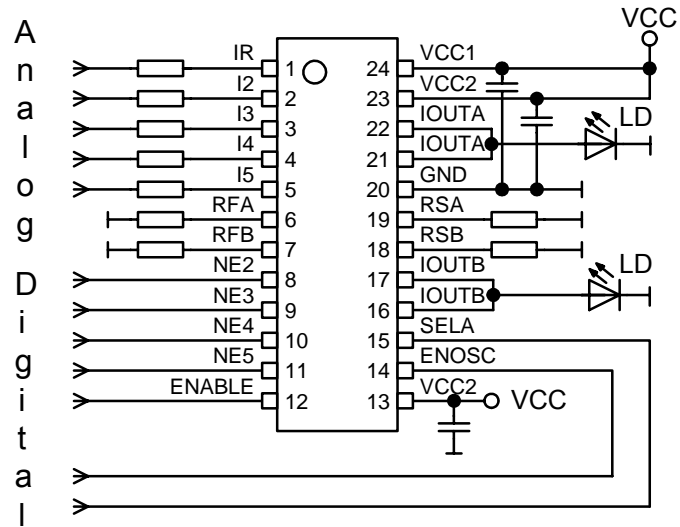 Analog
Digital
VCC
IR 1 24 VCC1
I2 2 23 VCC2
I3 3 22 IOUTA
I4 4 21 IOUTA LD
I5 5 20 GND
RFA 6 19 RSA
RFB 7 18 RSB
NE2 8 17 IOUTB
NE3 9 16 IOUTB LD
NE4 10 15 SELA
NE5 11 14 ENOSC
ENABLE 12 13 VCC2 VCC